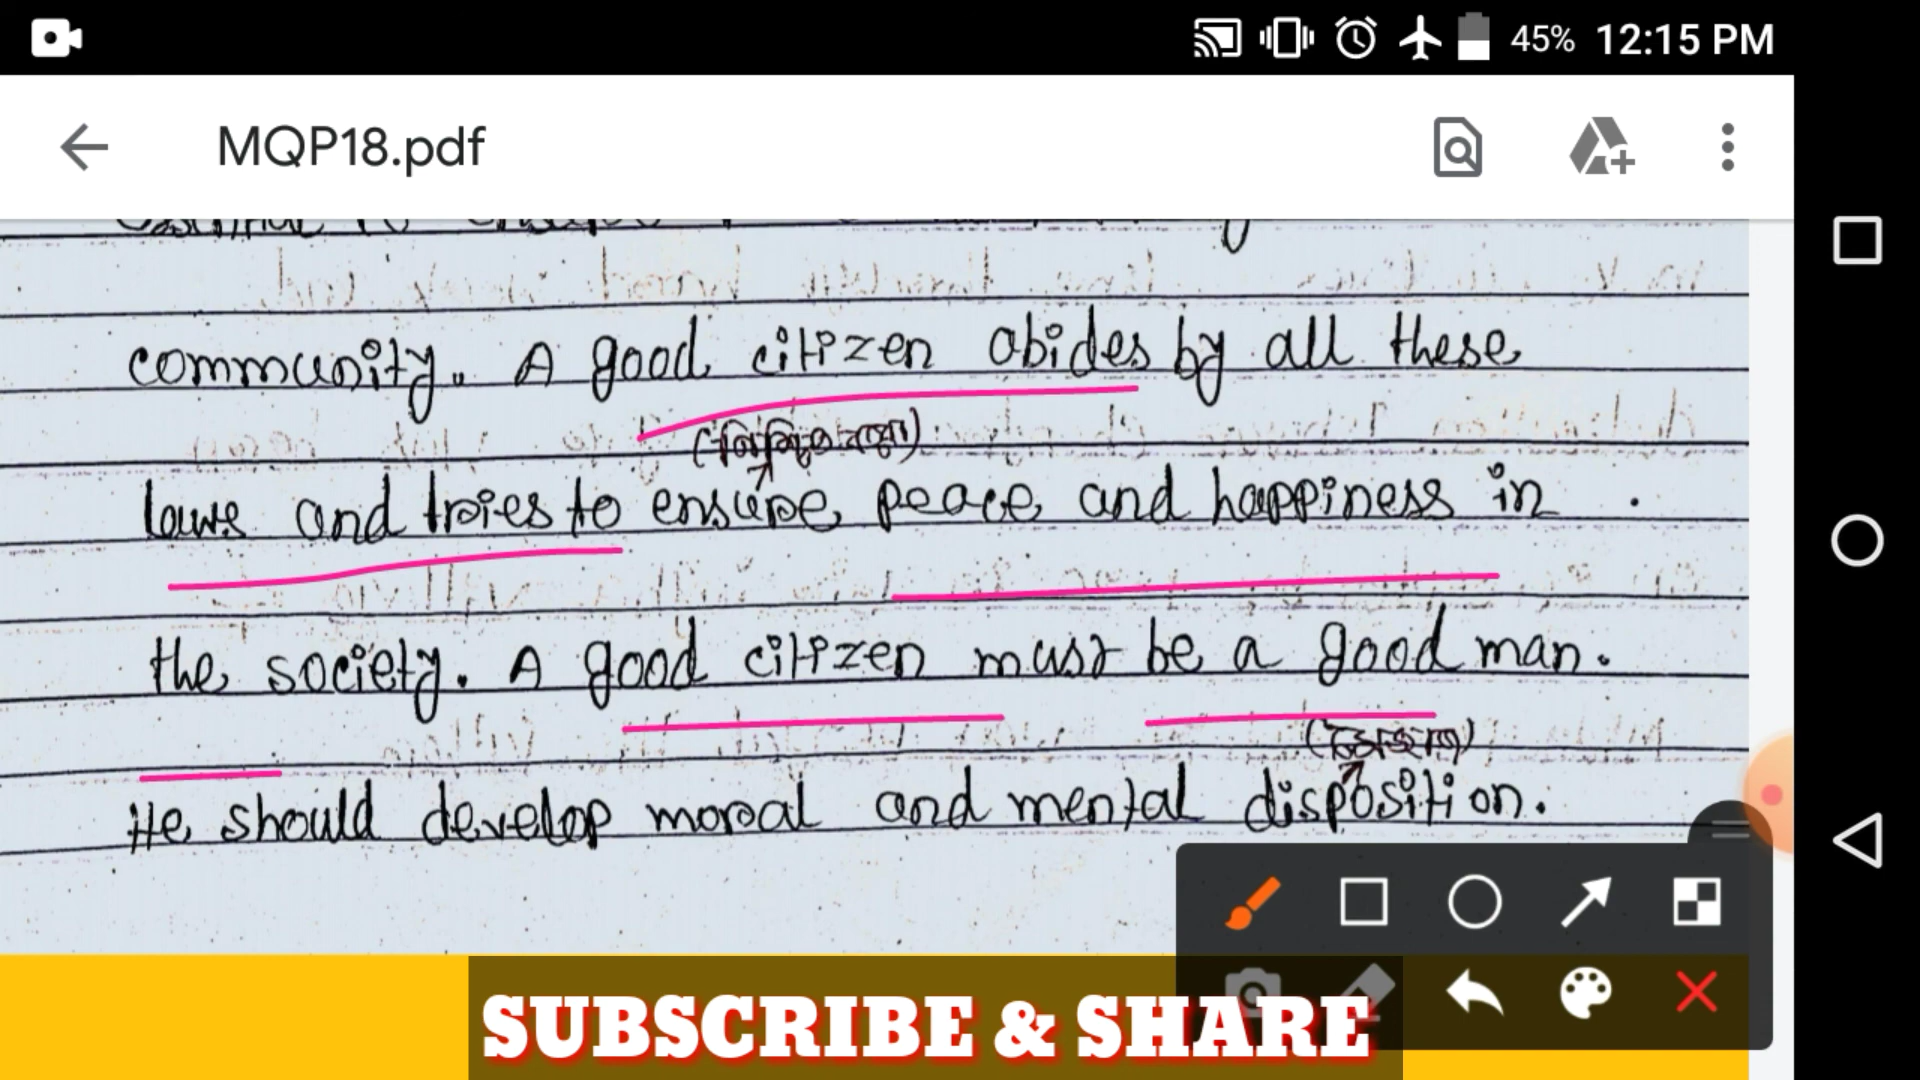 45% 12:15 PM
MQP18.pdf
community. A good citizen abides by all these
laws and tries to ensure peace and happiness in
the society. A good citizen must be a good man.
He should develop moral and mental disposition.
SUBSCRIBE & SHARE